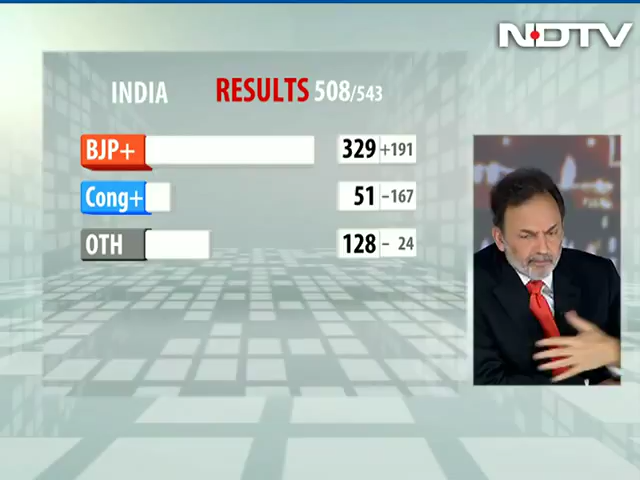 NDTV
INDIA RESULTS 508/543
BJP+ 329 +191
Cong+ 51 -167
OTH 128 - 24